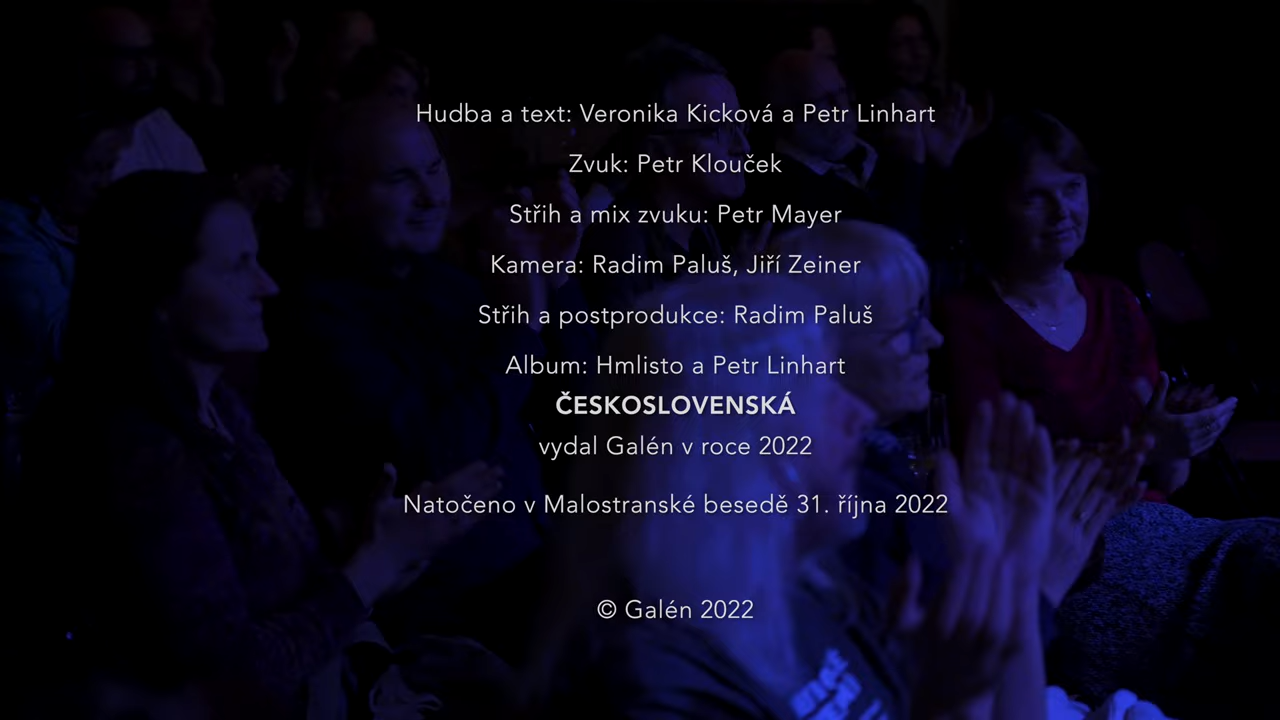 Hudba a text: Veronika Kicková a Petr Linhart
Zvuk: Petr Klouček
Střih a mix zvuku: Petr Mayer
Kamera: Radim Paluš, Jiří Zeiner
Střih a postprodukce: Radim Paluš
Album: Hmlisto a Petr Linhart
ČESKOSLOVENSKÁ
vydal Galén v roce 2022
Natočeno v Malostranské besedě 31. října 2022
© Galén 2022